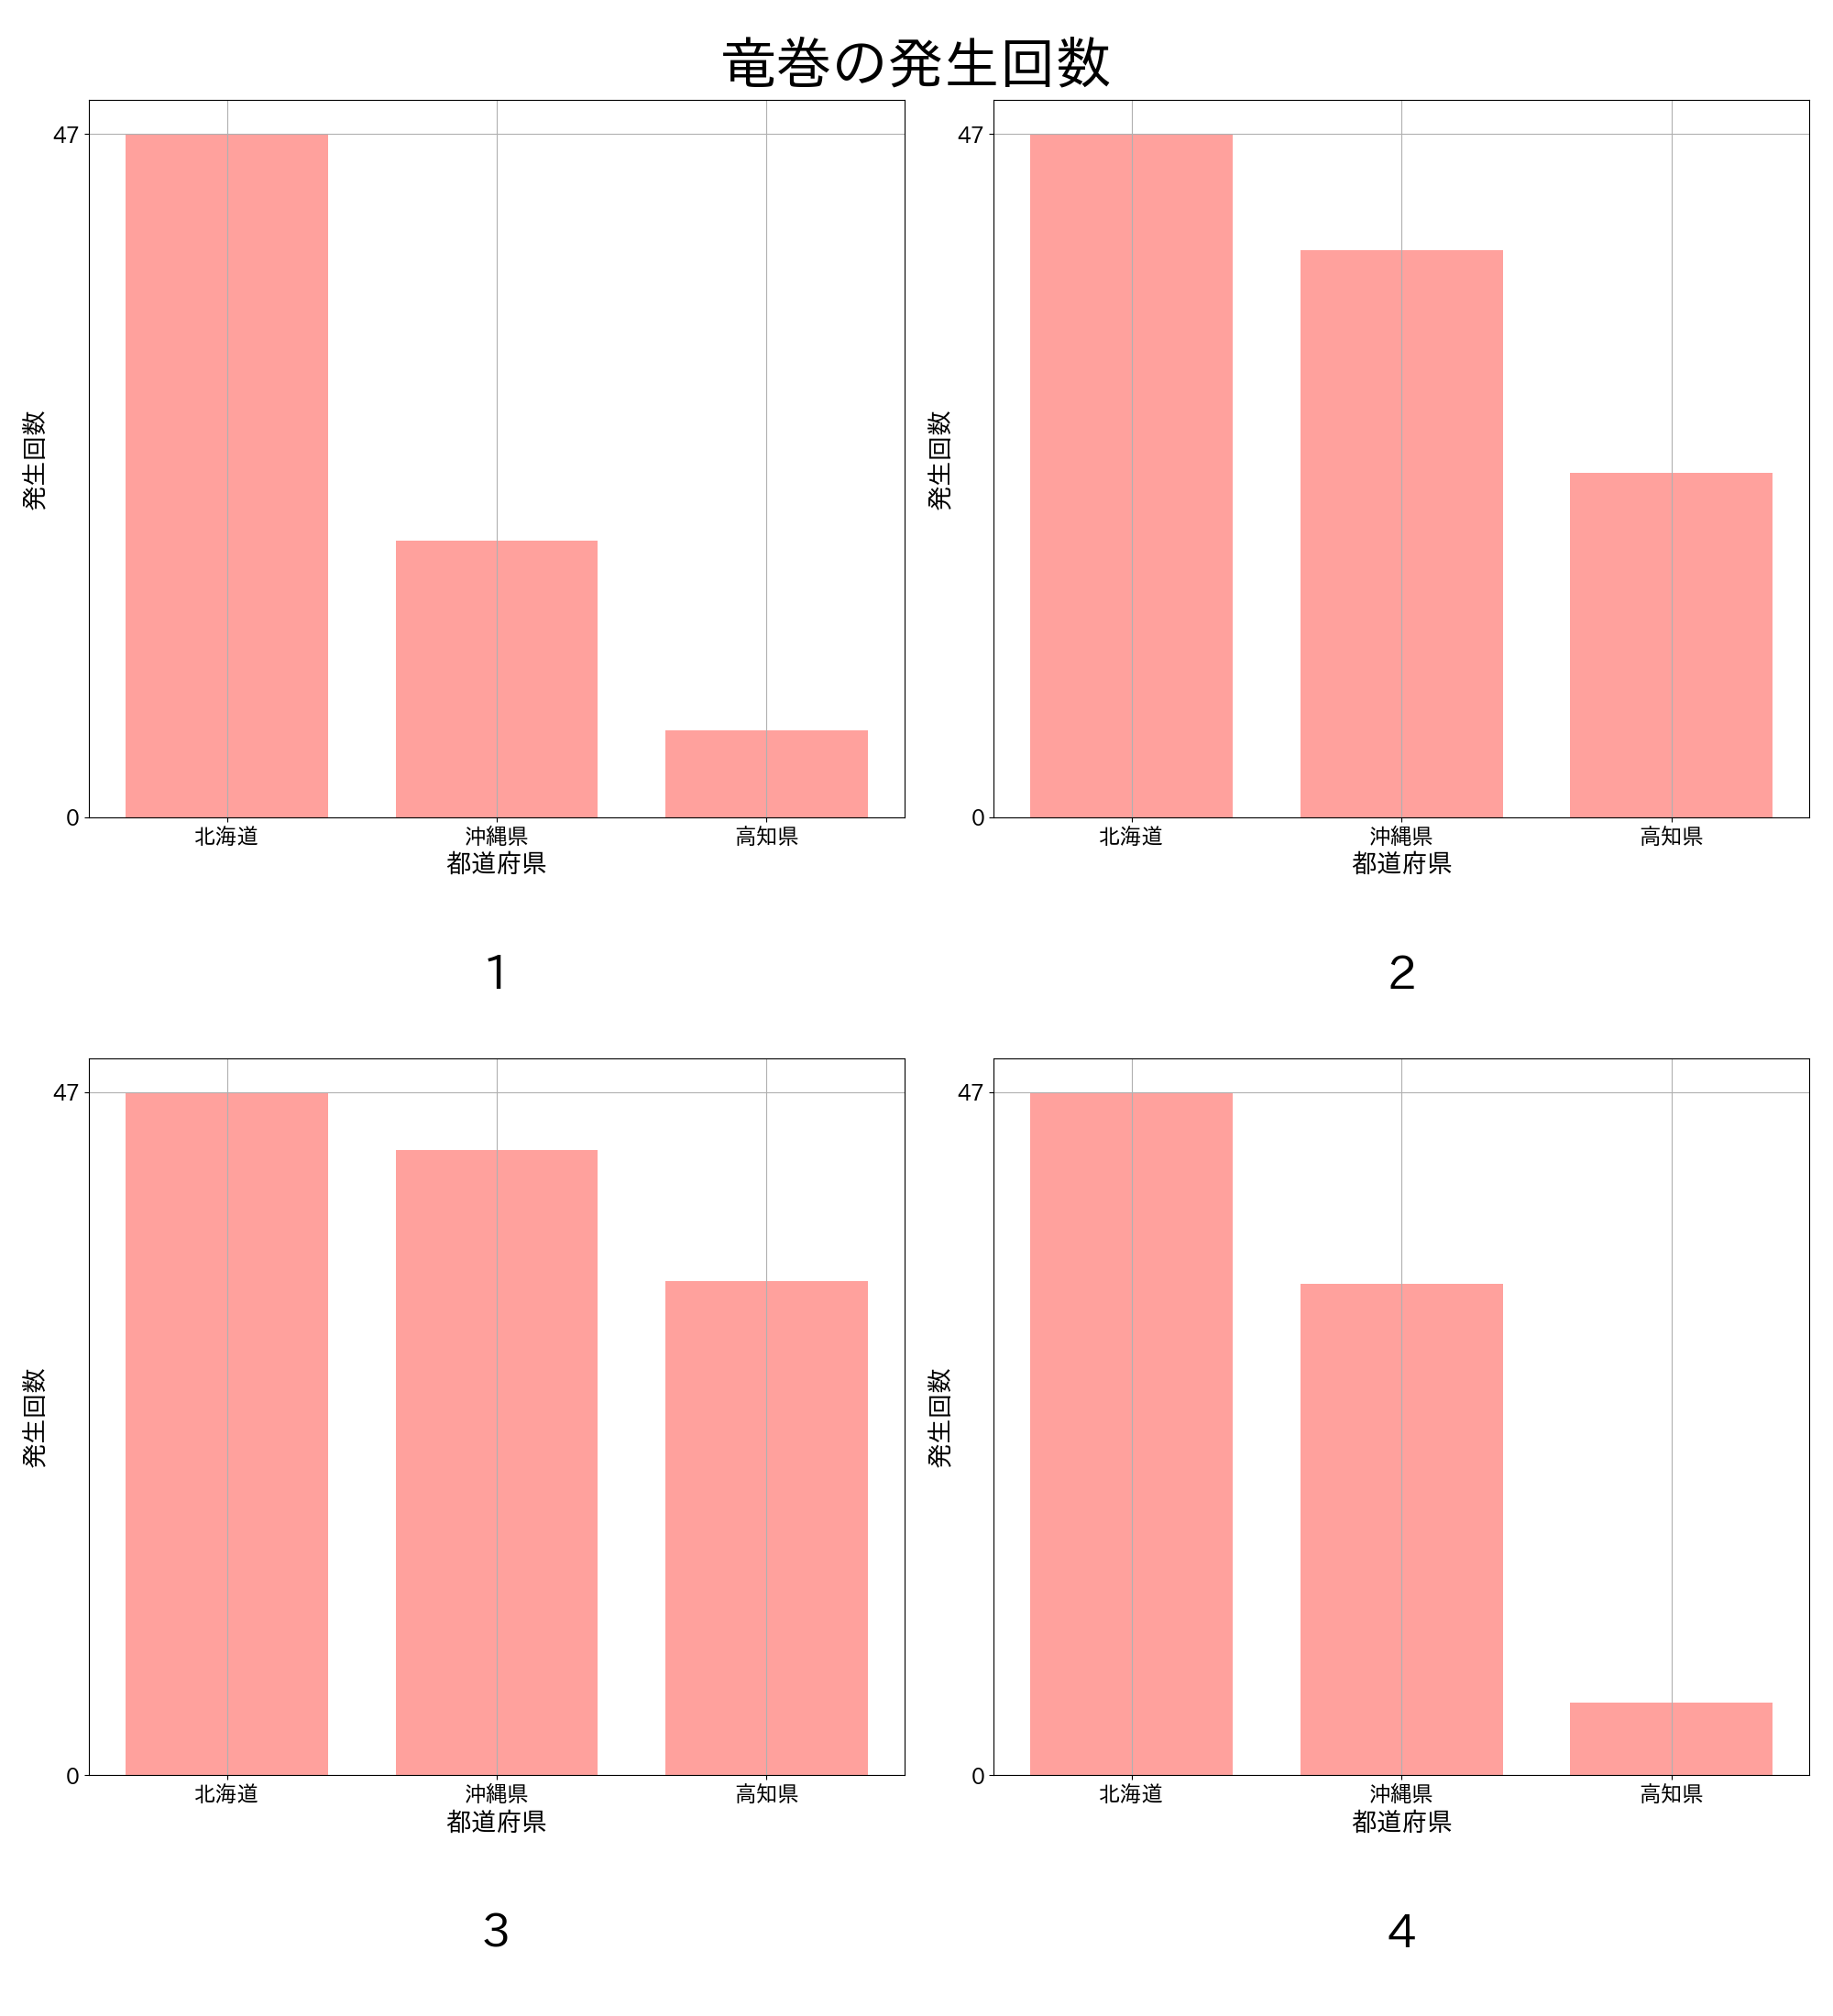 竜巻の発生回数
47
0
発生回数
北海道 沖縄県 高知県
都道府県
1
47
0
発生回数
北海道 沖縄県 高知県
都道府県
2
47
0
発生回数
北海道 沖縄県 高知県
都道府県
3
47
0
発生回数
北海道 沖縄県 高知県
都道府県
4